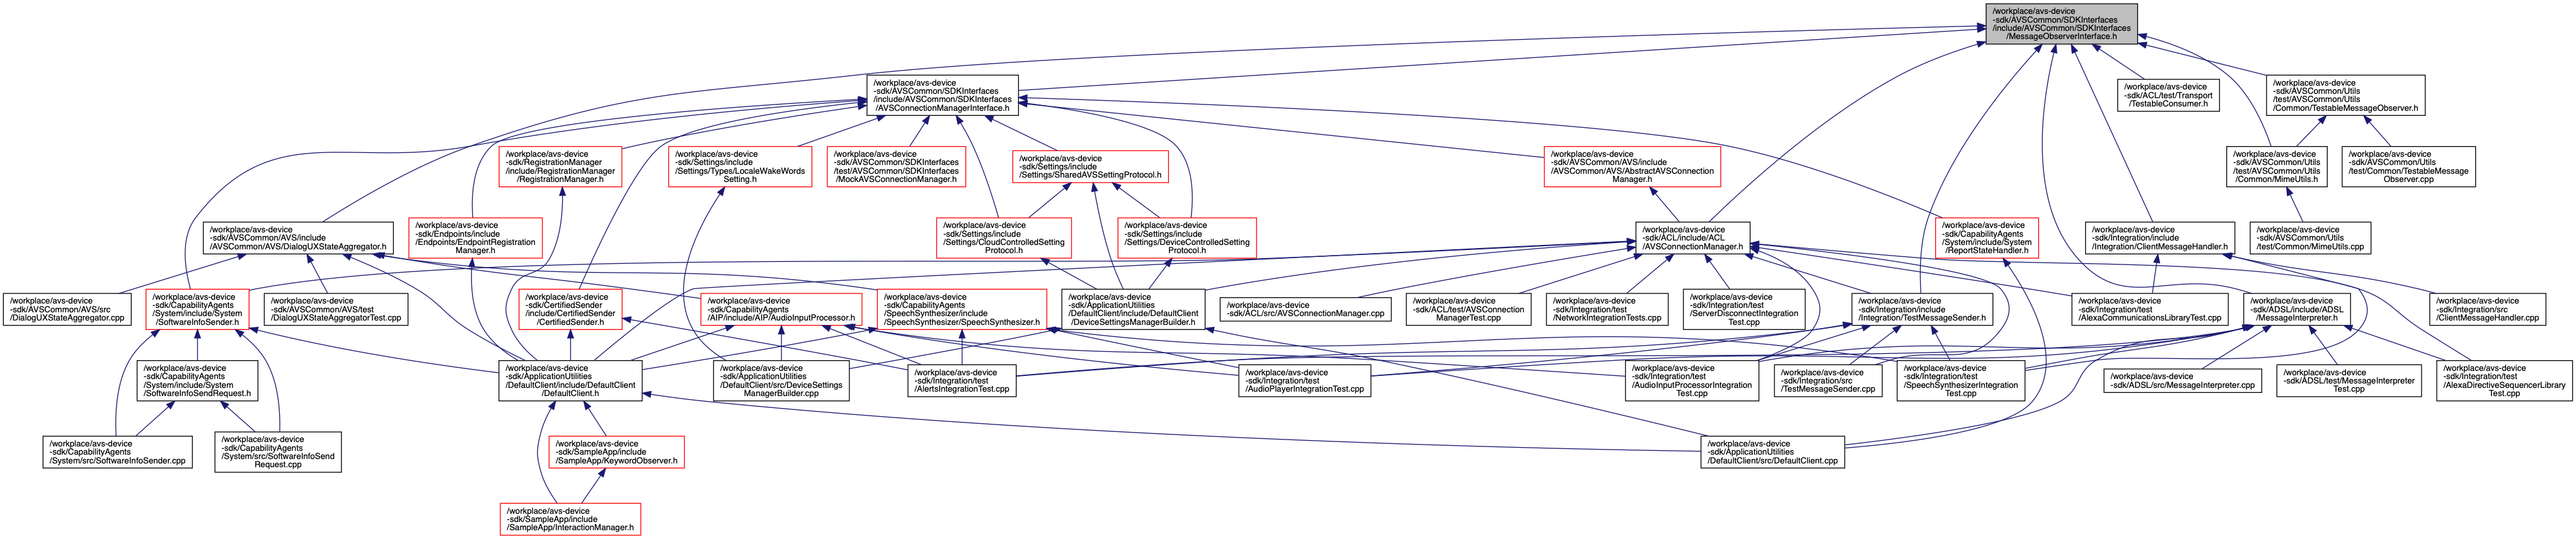 /workplace/avs-device
-sdk/AVSCommon/SDKInterfaces
/include/AVSCommon/SDKInterfaces
/MessageObserverInterface.h
/workplace/avs-device
-sdk/AVSCommon/SDKInterfaces
/include/AVSCommon/SDKInterfaces
/AVSConnectionManagerInterface.h
/workplace/avs-device
-sdk/ACL/test/Transport
/TestableConsumer.h
/workplace/avs-device
-sdk/AVSCommon/Utils
/test/AVSCommon/Utils
/Common/TestableMessageObserver.h
/workplace/avs-device
-sdk/RegistrationManager
/include/RegistrationManager
/RegistrationManager.h
/workplace/avs-device
-sdk/Settings/include
/Settings/Types/LocaleWakeWords
Setting.h
/workplace/avs-device
-sdk/AVSCommon/SDKInterfaces
/test/AVSCommon/SDKInterfaces
/MockAVSConnectionManager.h
/workplace/avs-device
-sdk/Settings/include
/Settings/SharedAVSSettingProtocol.h
/workplace/avs-device
-sdk/AVSCommon/AVS/include
/AVSCommon/AVS/AbstractAVSConnection
Manager.h
/workplace/avs-device
-sdk/AVSCommon/Utils
/test/AVSCommon/Utils
/Common/MimeUtils.h
/workplace/avs-device
-sdk/AVSCommon/Utils
/test/Common/TestableMessage
Observer.cpp
/workplace/avs-device
-sdk/AVSCommon/AVS/include
/AVSCommon/AVS/DialogUXStateAggregator.h
/workplace/avs-device
-sdk/Endpoints/include
/Endpoints/EndpointRegistration
Manager.h
/workplace/avs-device
-sdk/Settings/include
/Settings/CloudControlledSetting
Protocol.h
/workplace/avs-device
-sdk/Settings/include
/Settings/DeviceControlledSetting
Protocol.h
/workplace/avs-device
-sdk/ACL/include/ACL
/AVSConnectionManager.h
/workplace/avs-device
-sdk/CapabilityAgents
/System/include/System
/ReportStateHandler.h
/workplace/avs-device
-sdk/Integration/include
/Integration/ClientMessageHandler.h
/workplace/avs-device
-sdk/AVSCommon/Utils
/test/Common/MimeUtils.cpp
/workplace/avs-device
-sdk/AVSCommon/AVS/src
/DialogUXStateAggregator.cpp
/workplace/avs-device
-sdk/CapabilityAgents
/System/include/System
/SoftwareInfoSender.h
/workplace/avs-device
-sdk/AVSCommon/AVS/test
/DialogUXStateAggregatorTest.cpp
/workplace/avs-device
-sdk/CertifiedSender
/include/CertifiedSender
/CertifiedSender.h
/workplace/avs-device
-sdk/CapabilityAgents
/AIP/include/AIP/AudioInputProcessor.h
/workplace/avs-device
-sdk/CapabilityAgents
/SpeechSynthesizer/include
/SpeechSynthesizer/SpeechSynthesizer.h
/workplace/avs-device
-sdk/ApplicationUtilities
/DefaultClient/include/DefaultClient
/DeviceSettingsManagerBuilder.h
/workplace/avs-device
-sdk/ACL/src/AVSConnectionManager.cpp
/workplace/avs-device
-sdk/ACL/test/AVSConnection
ManagerTest.cpp
/workplace/avs-device
-sdk/Integration/test
/NetworkIntegrationTests.cpp
/workplace/avs-device
-sdk/Integration/test
/ServerDisconnectIntegration
Test.cpp
/workplace/avs-device
-sdk/Integration/include
/Integration/TestMessageSender.h
/workplace/avs-device
-sdk/Integration/test
/AlexaCommunicationsLibraryTest.cpp
/workplace/avs-device
-sdk/ADSL/include/ADSL
/MessageInterpreter.h
/workplace/avs-device
-sdk/Integration/src
/ClientMessageHandler.cpp
/workplace/avs-device
-sdk/CapabilityAgents
/System/include/System
/SoftwareInfoSendRequest.h
/workplace/avs-device
-sdk/ApplicationUtilities
/DefaultClient/include/DefaultClient
/DefaultClient.h
/workplace/avs-device
-sdk/ApplicationUtilities
/DefaultClient/src/DeviceSettings
ManagerBuilder.cpp
/workplace/avs-device
-sdk/Integration/test
/AlertsIntegrationTest.cpp
/workplace/avs-device
-sdk/Integration/test
/AudioPlayerIntegrationTest.cpp
/workplace/avs-device
-sdk/Integration/test
/AudioInputProcessorIntegration
Test.cpp
/workplace/avs-device
-sdk/Integration/src
/TestMessageSender.cpp
/workplace/avs-device
-sdk/Integration/test
/SpeechSynthesizerIntegration
Test.cpp
/workplace/avs-device
-sdk/ADSL/src/MessageInterpreter.cpp
/workplace/avs-device
-sdk/ADSL/test/MessageInterpreter
Test.cpp
/workplace/avs-device
-sdk/Integration/test
/AlexaDirectiveSequencerLibrary
Test.cpp
/workplace/avs-device
-sdk/CapabilityAgents
/System/src/SoftwareInfoSender.cpp
/workplace/avs-device
-sdk/CapabilityAgents
/System/src/SoftwareInfoSend
Request.cpp
/workplace/avs-device
-sdk/SampleApp/include
/SampleApp/KeywordObserver.h
/workplace/avs-device
-sdk/ApplicationUtilities
/DefaultClient/src/DefaultClient.cpp
/workplace/avs-device
-sdk/SampleApp/include
/SampleApp/InteractionManager.h